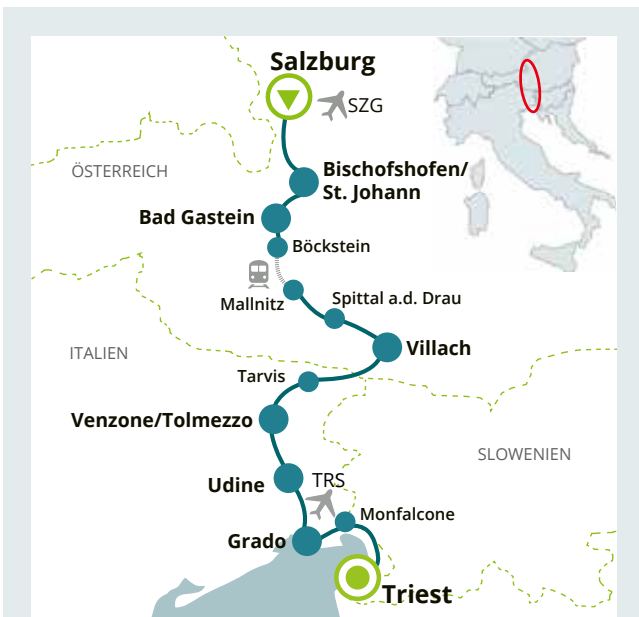 Salzburg
SZG
ÖSTERREICH
Bischofshofen/
St. Johann
Bad Gastein
Böckstein
Mallnitz
Spittal a.d. Drau
ITALIEN
Villach
Tarvis
Venzone/Tolmezzo
SLOWENIEN
Udine
TRS
Monfalcone
Grado
Triest